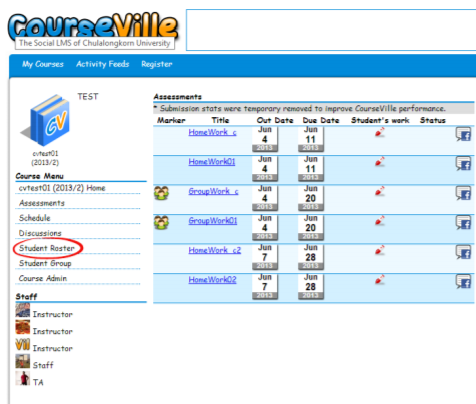 CourseVille
The Social LMS of Chulalongkorn University
My Courses Activity Feeds Register
TEST
CV
cvtest01
(2013/2)
Course Menu
cvtest01 (2013/2) Home
Assessments
Schedule
Discussions
Student Roster
Student Group
Course Admin
Staff
Instructor
Instructor
Vill Instructor
Staff
TA
Assessments
* Submission stats were temporary removed to improve CourseVille performance.
Marker Title Out Date Due Date Student's work Status
HomeWork_c Jun 4 2013 Jun 11 2013
HomeWork01 Jun 4 2013 Jun 11 2013
GroupWork_c Jun 4 2013 Jun 20 2013
GroupWork01 Jun 4 2013 Jun 20 2013
HomeWork_c2 Jun 7 2013 Jun 28 2013
HomeWork02 Jun 7 2013 Jun 28 2013